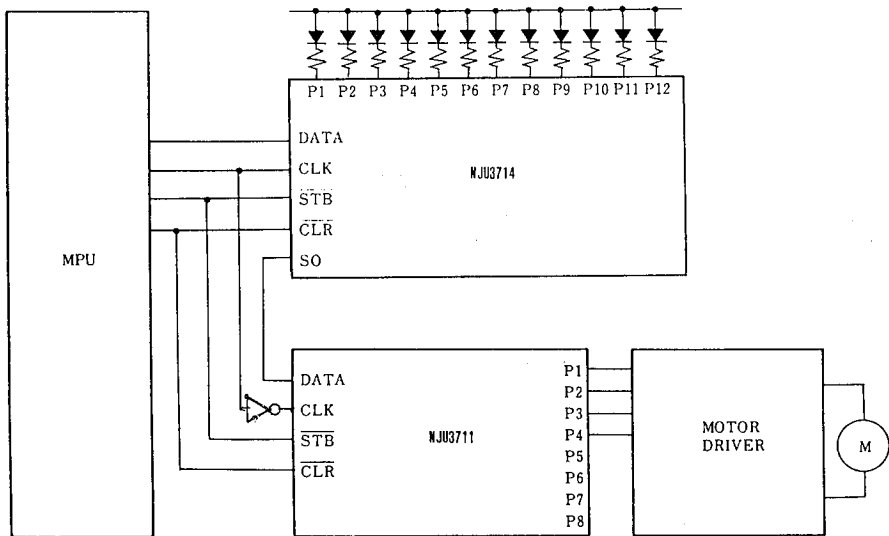 P1 P2 P3 P4 P5 P6 P7 P8 P9 P10 P11 P12
DATA
CLK
STB
CLR
SO
NJU3714
MPU
DATA
CLK
STB
CLR
NJU3711
P1
P2
P3
P4
P5
P6
P7
P8
MOTOR
DRIVER
M